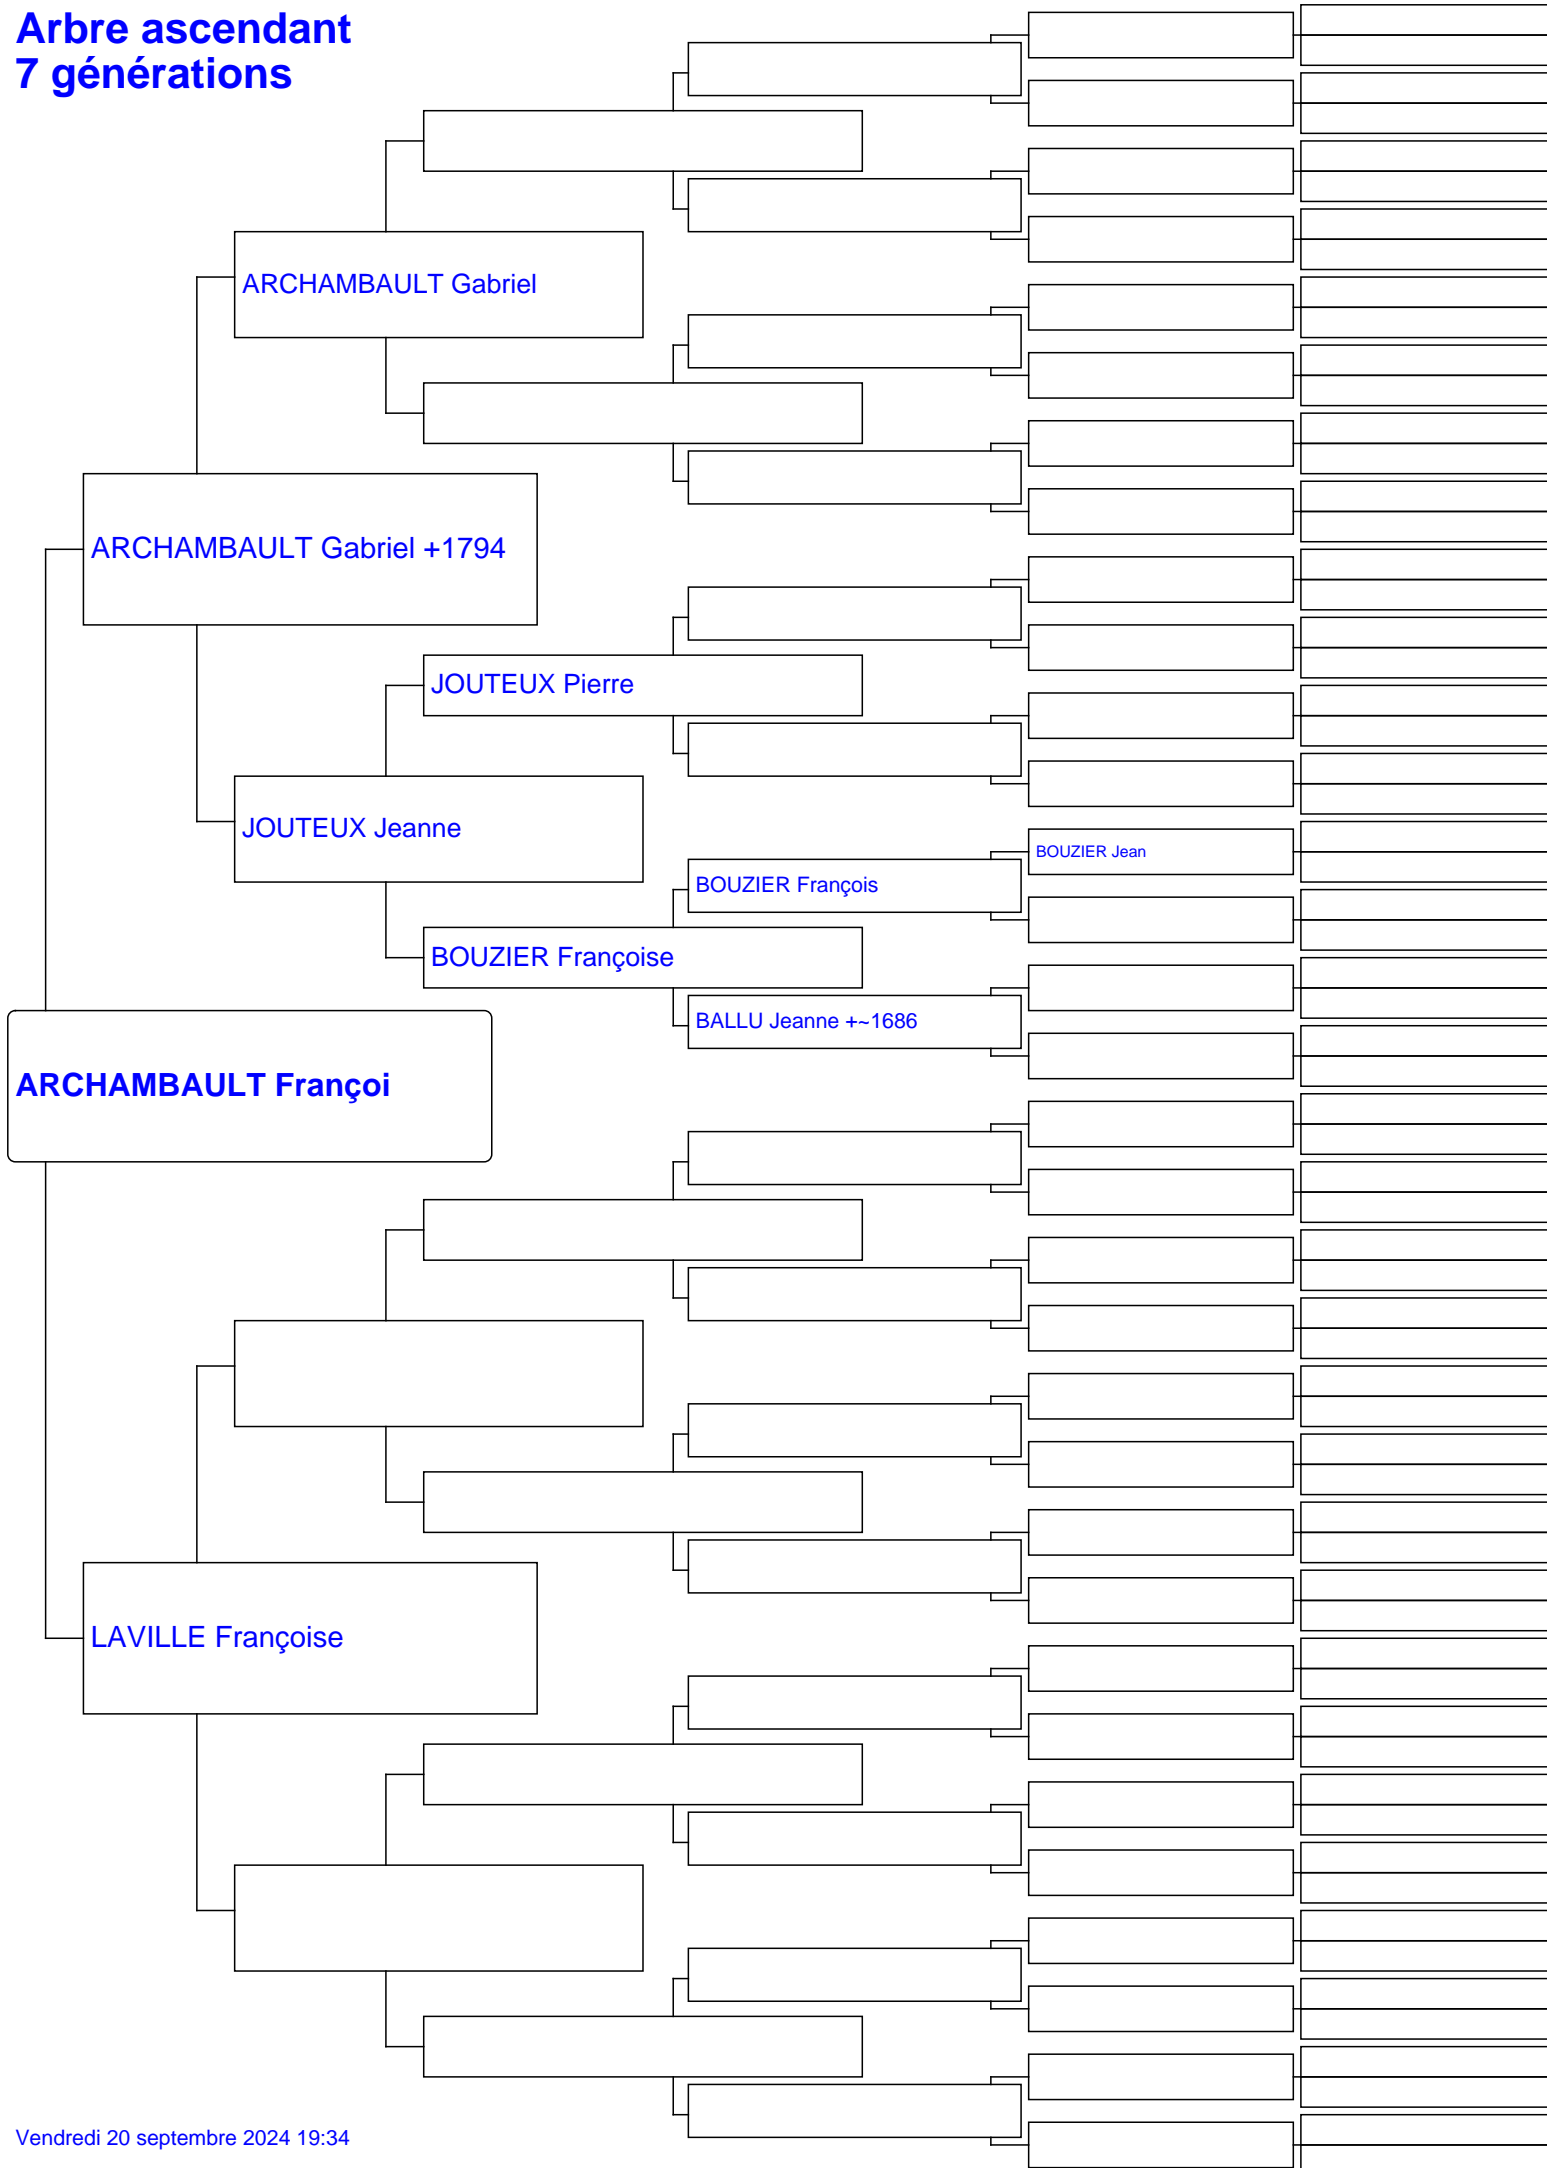 Arbre ascendant
7 générations
ARCHAMBAULT Gabriel
ARCHAMBAULT Gabriel +1794
JOUTEUX Pierre
JOUTEUX Jeanne
BOUZIER Jean
BOUZIER François
BOUZIER Françoise
BALLU Jeanne +~1686
ARCHAMBAULT Françoi
LAVILLE Françoise
Vendredi 20 septembre 2024 19:34